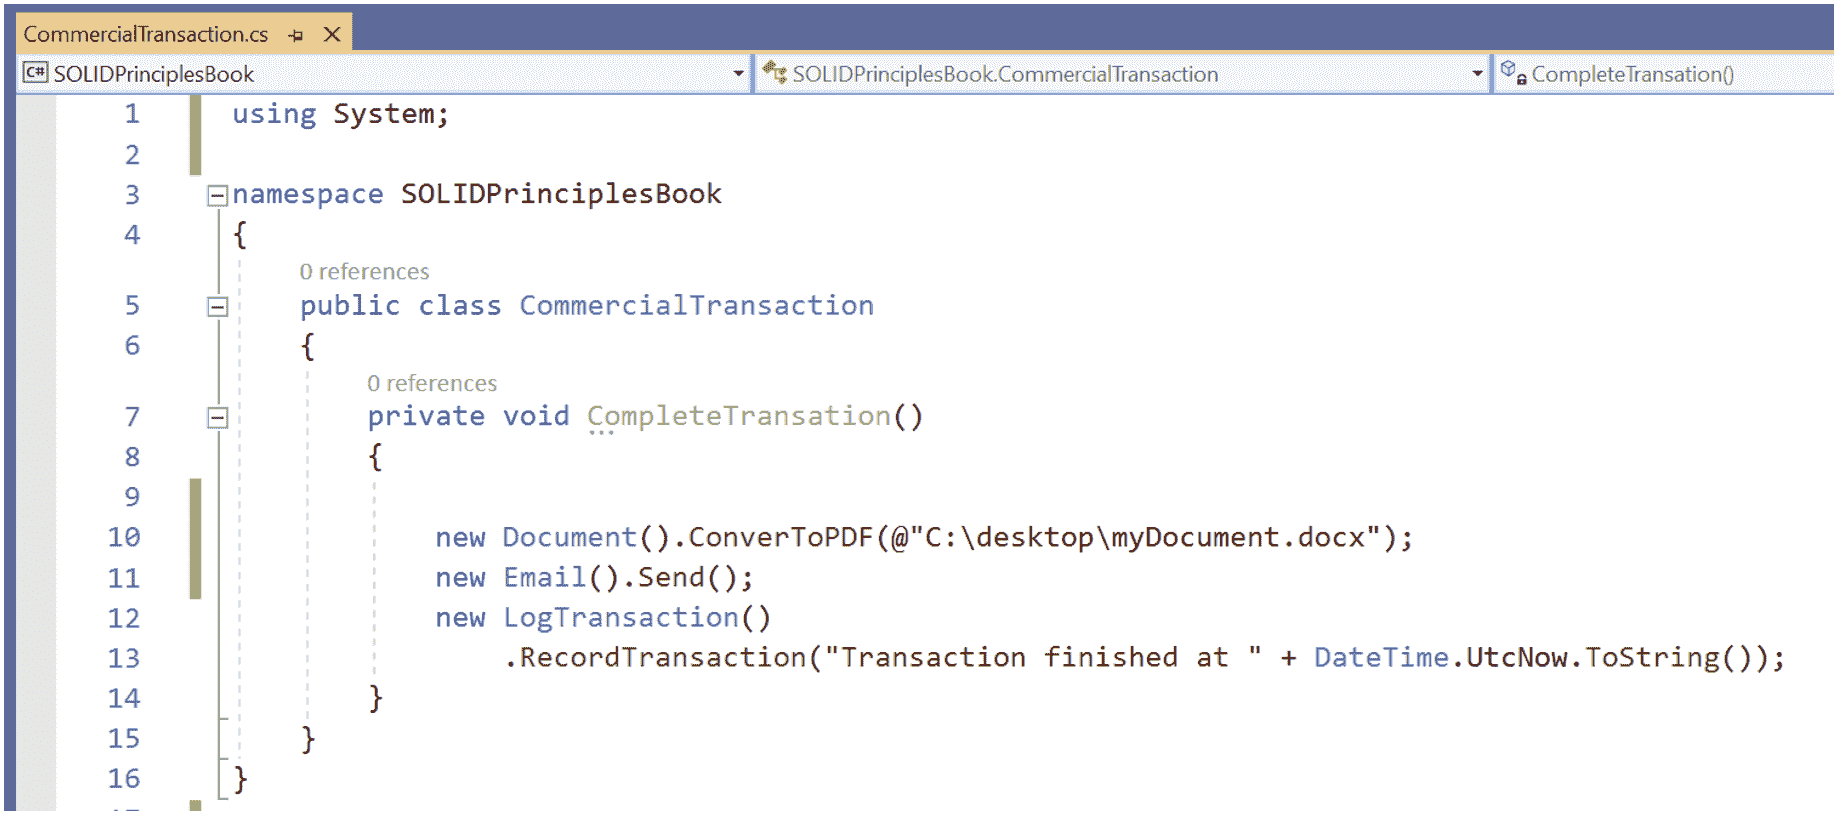 CommercialTransaction.cs
C# SOLIDPrinciplesBook SOLIDPrinciplesBook.CommercialTransaction CompleteTransation()
1 using System;
2
3 namespace SOLIDPrinciplesBook
4 {
0 references
5 public class CommercialTransaction
6 {
0 references
7 private void CompleteTransation()
8 {
9
10 new Document().ConverToPDF(@"C:\desktop\myDocument.docx");
11 new Email().Send();
12 new LogTransaction()
13 .RecordTransaction("Transaction finished at " + DateTime.UtcNow.ToString());
14 }
15 }
16 }